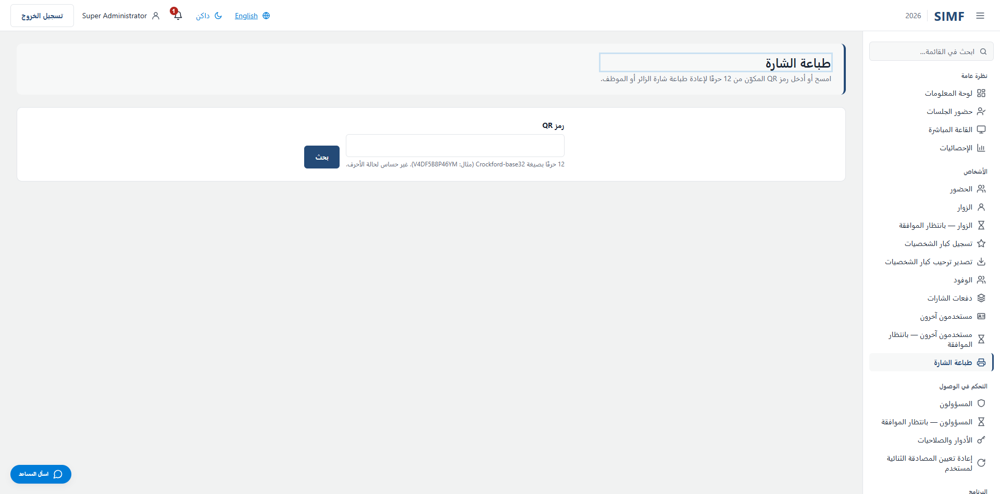 SIMF
2026
English
داكن
1
Super Administrator
تسجيل الخروج
ابحث في القائمة...
نظرة عامة
لوحة المعلومات
حضور الجلسات
القاعة المباشرة
الإحصائيات
الأشخاص
الحضور
الزوار
الزوار — بانتظار الموافقة
تسجيل كبار الشخصيات
تصدير ترحيب كبار الشخصيات
الوفود
دفعات الشارات
مستخدمون آخرون
مستخدمون آخرون — بانتظار
الموافقة
طباعة الشارة
التحكم في الوصول
المسؤولون
المسؤولون — بانتظار الموافقة
الأدوار والصلاحيات
إعادة تعيين المصادقة الثنائية
لمستخدم
البرنامج
طباعة الشارة
امسح أو أدخل رمز QR المكوّن من 12 حرفًا لإعادة طباعة شارة الزائر أو الموظف.
رمز QR
بحث
12 حرفًا بصيغة Crockford-base32 (مثال: V4DF5B8P46YM). غير حساس لحالة الأحرف.
اسأل المساعد